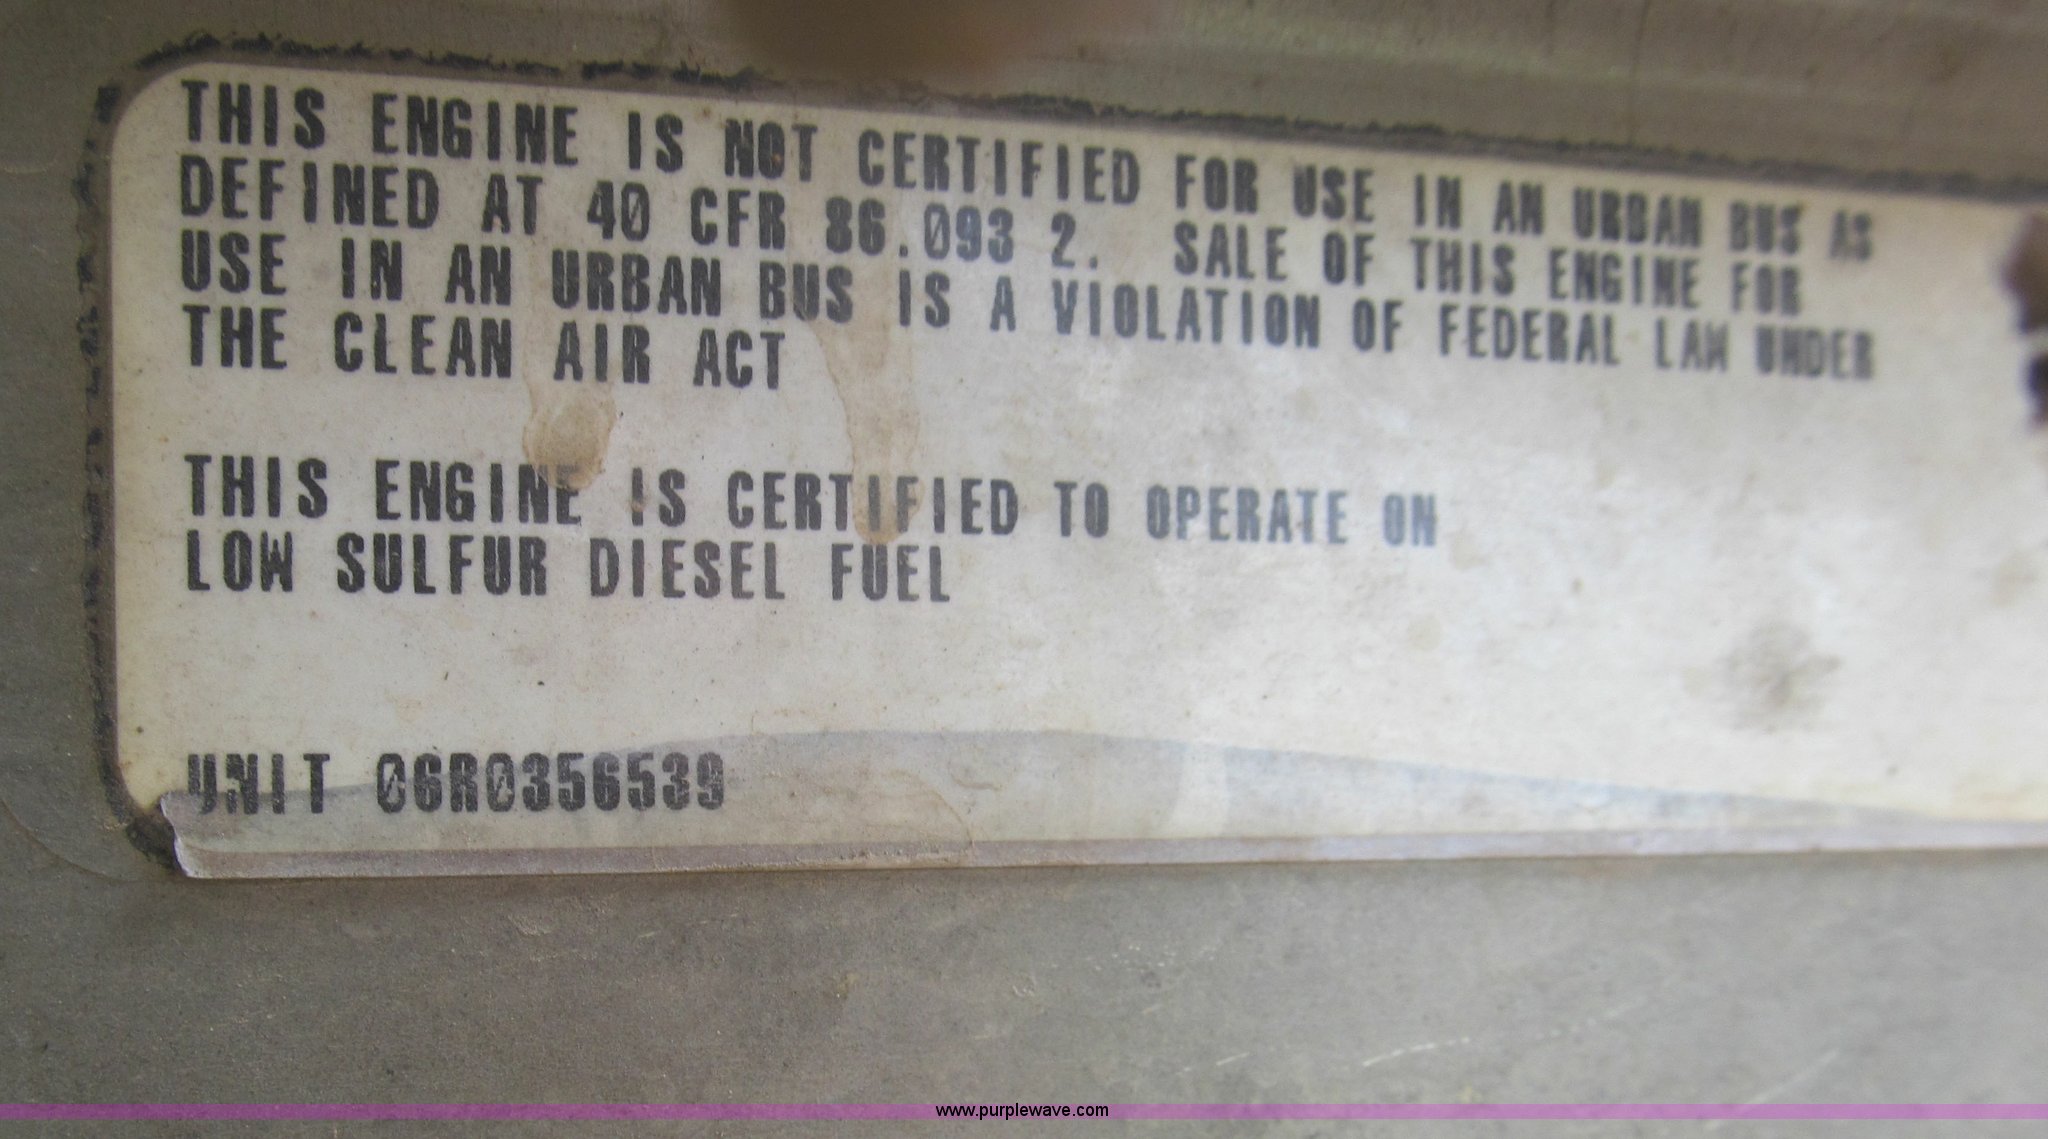 THIS ENGINE IS NOT CERTIFIED FOR USE IN AN URBAN BUS AS
DEFINED AT 40 CFR 86.093 2. SALE OF THIS ENGINE FOR
USE IN AN URBAN BUS IS A VIOLATION OF FEDERAL LAW UNDER
THE CLEAN AIR ACT
THIS ENGINE IS CERTIFIED TO OPERATE ON
LOW SULFUR DIESEL FUEL
UNIT 06R0356539
www.purplewave.com